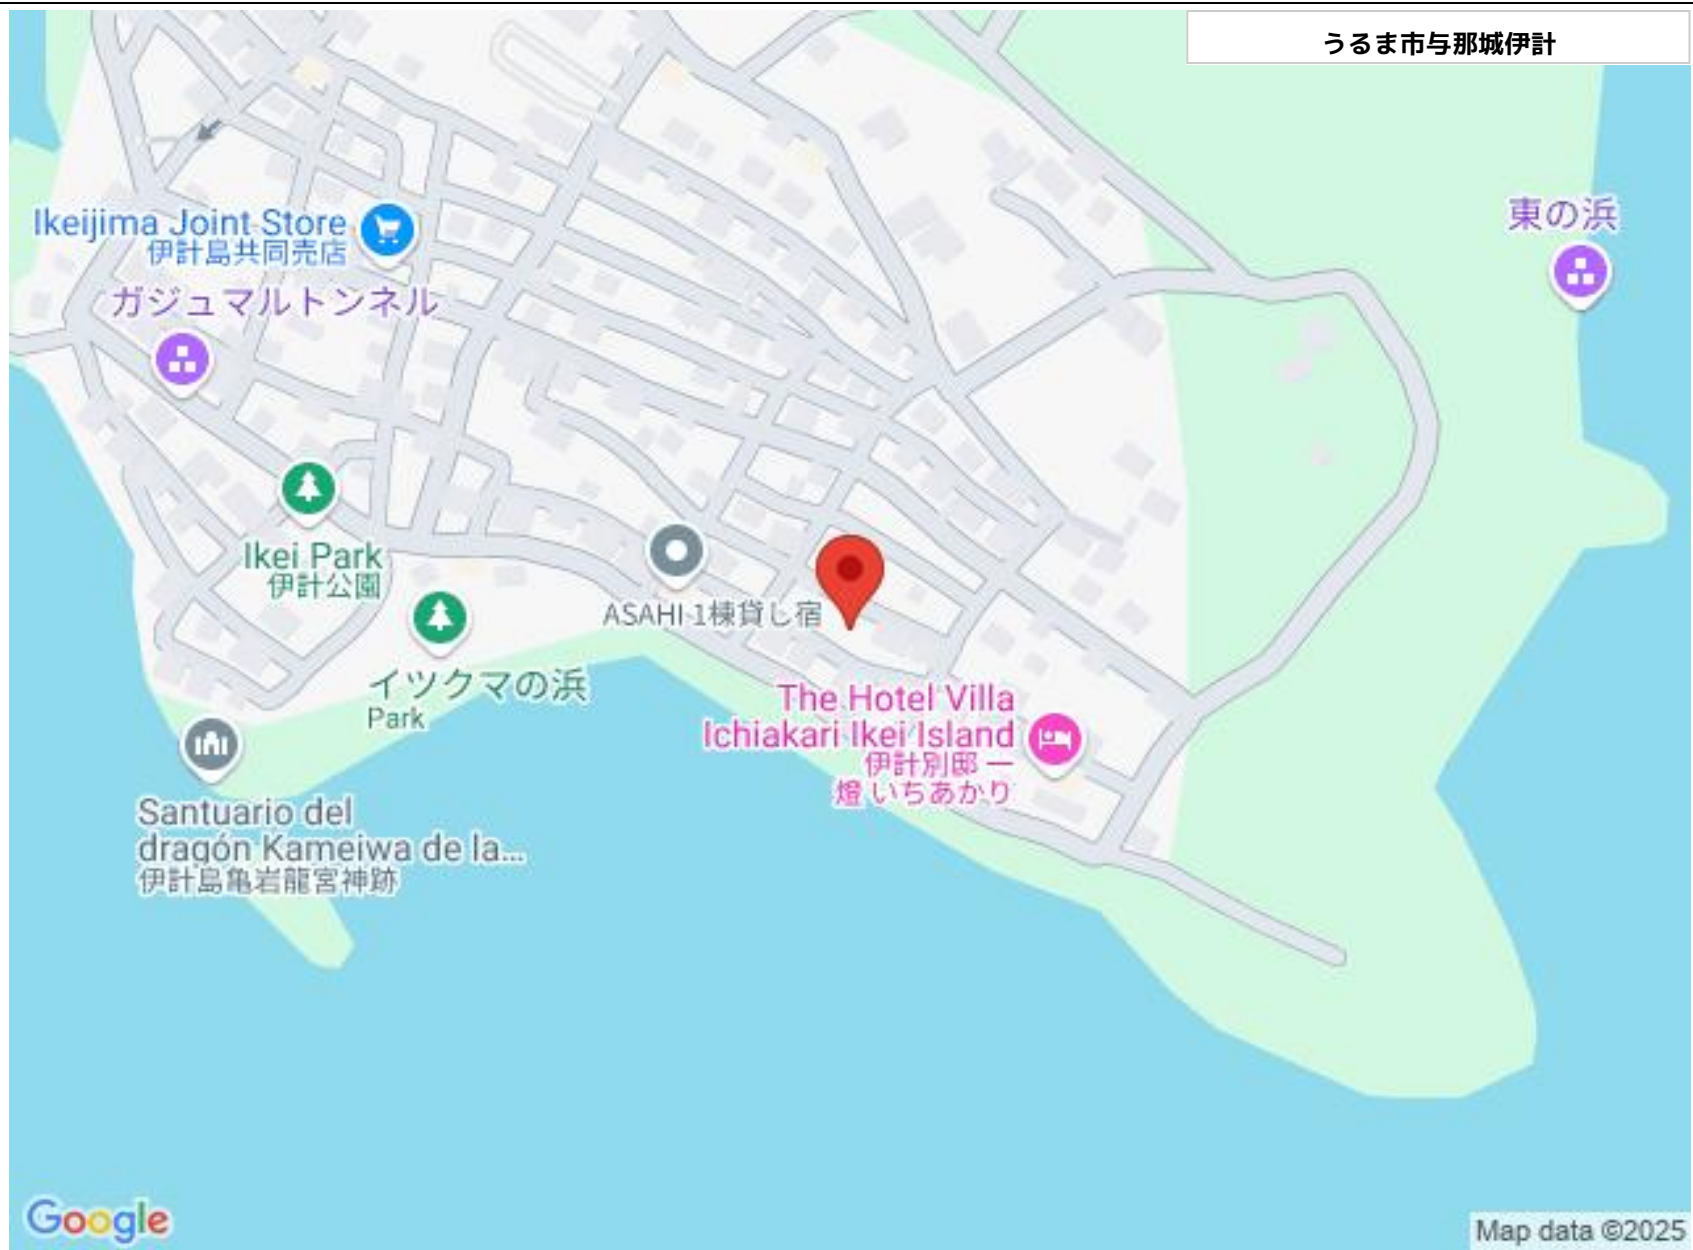 うるま市与那城伊計
東の浜
Ikeijima Joint Store
伊計島共同売店
ガジュマルトンネル
Ikei Park
伊計公園
ASAHI 1棟貸し宿
イツクマの浜
Park
The Hotel Villa
Ichiakari Ikei Island
伊計別邸 一
燈 いちあかり
Santuario del
dragón Kameiwa de la...
伊計島亀岩龍宮神跡
Google
Map data ©2025